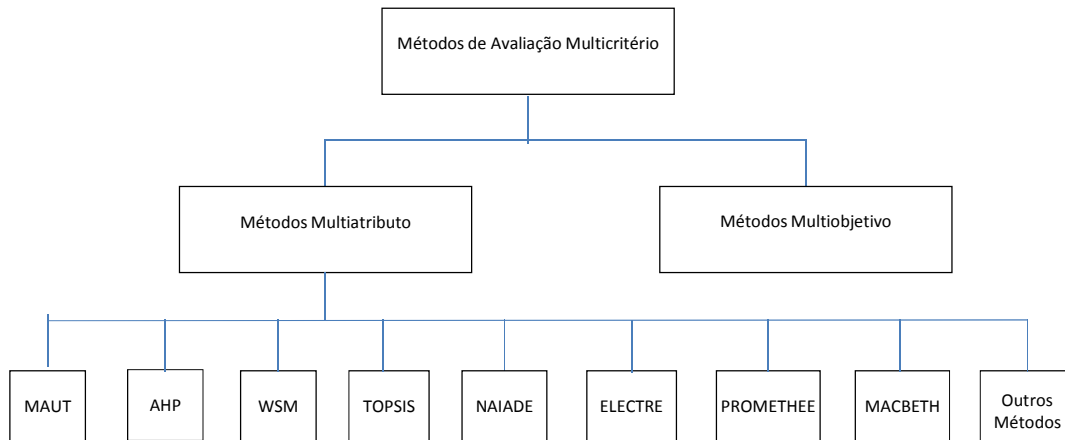 Métodos de Avaliação Multicritério
Métodos Multiatributo
Métodos Multiobjetivo
MAUT
AHP
WSM
TOPSIS
NAIADE
ELECTRE
PROMETHEE
MACBETH
Outros
Métodos